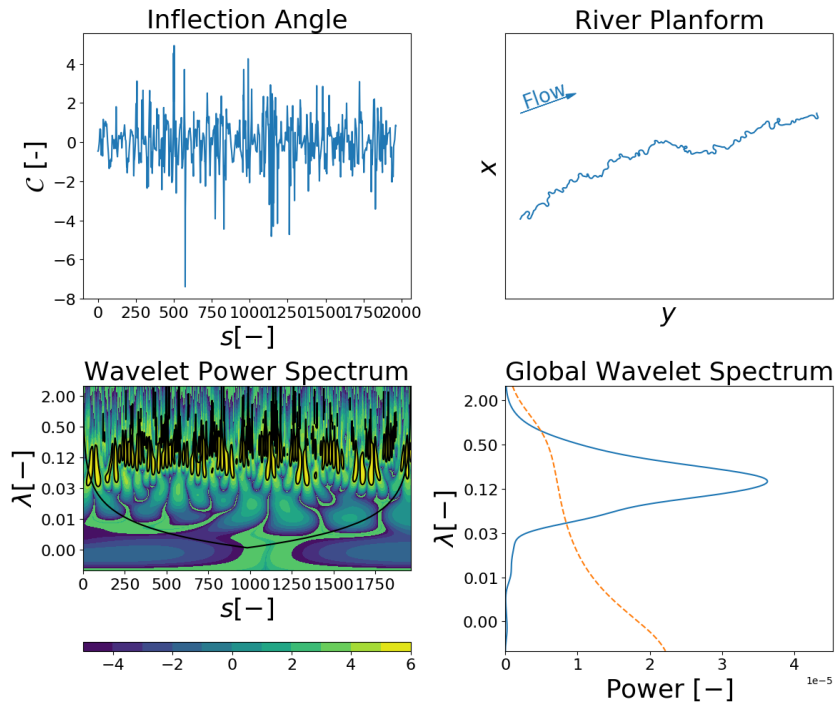 Inflection Angle
4
2
0
−2
−4
−6
−8
C [-]
0 250 500 750 1000 1250 1500 1750 2000
s[−]
River Planform
Flow
x
y
Wavelet Power Spectrum
2.00
0.50
0.12
0.03
0.01
0.00
λ[−]
0 250 500 750 1000 1250 1500 1750
s[−]
−4 −2 0 2 4 6
Global Wavelet Spectrum
2.00
0.50
0.12
0.03
0.01
0.00
λ[−]
0 1 2 3 4
1e−5
Power [−]